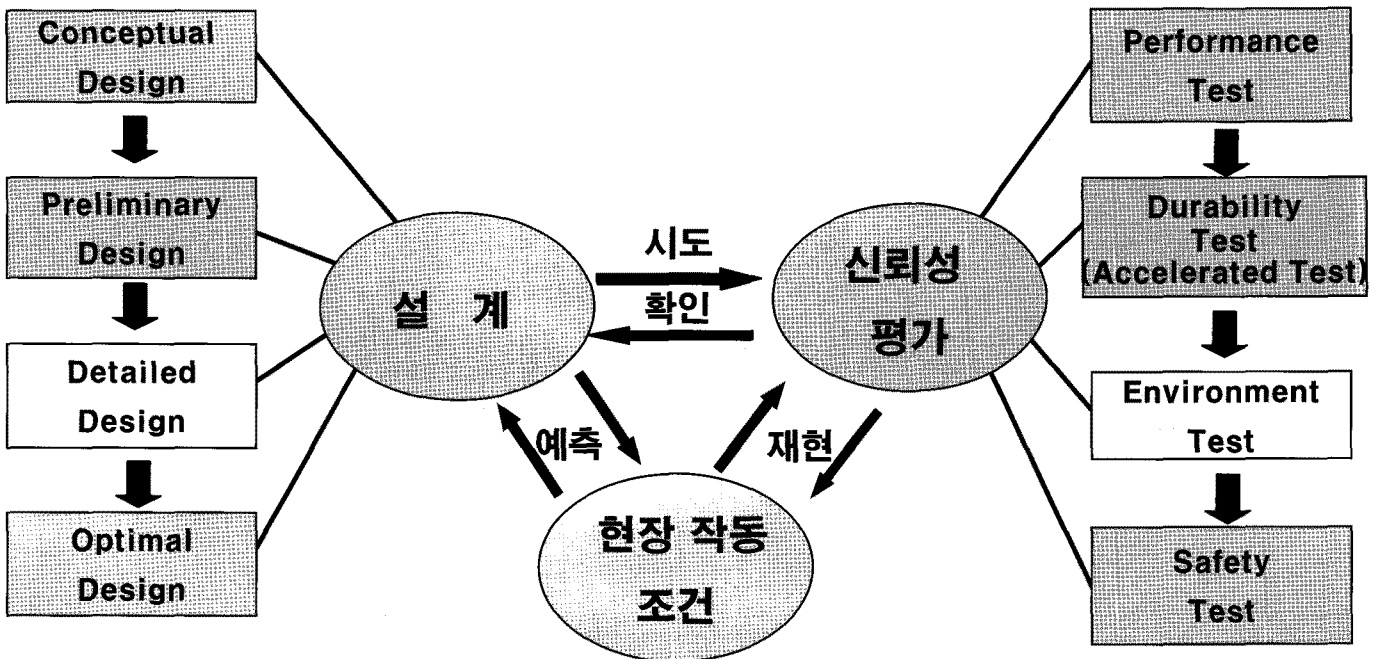 Conceptual
Design
Preliminary
Design
Detailed
Design
Optimal
Design
설 계
시도
확인
예측
재현
신뢰성
평가
현장 작동
조건
Performance
Test
Durability
Test
(Accelerated Test)
Environment
Test
Safety
Test